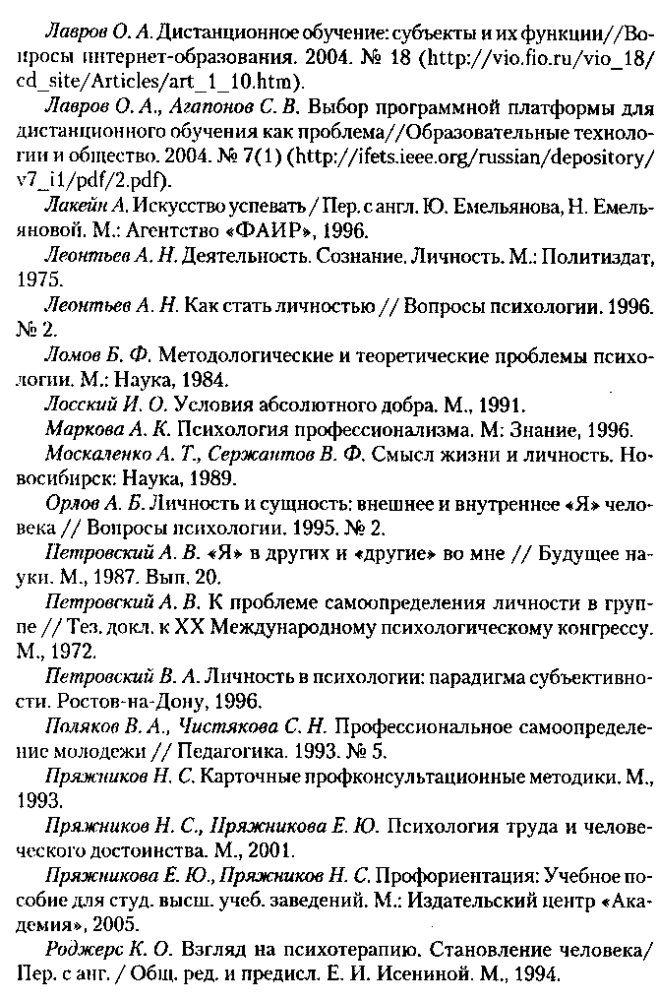 Лавров О. А. Дистанционное обучение: субъекты и их функции//Во-
просы интернет-образования. 2004. № 18 (http://vio.fio.ru/vio_18/
cd_site/Articles/art_1_10.htm).
Лавров О. А., Агапонов С. В. Выбор программной платформы для
дистанционного обучения как проблема//Образовательные техноло-
гии и общество. 2004. № 7(1) (http://ifets.ieee.org/russian/depository/
v7_i1/pdf/2.pdf).
Лакейн А. Искусство успевать / Пер. с англ. Ю. Емельянова, Н. Емель-
яновой. М.: Агентство «ФАИР», 1996.
Леонтьев А. Н. Деятельность. Сознание. Личность. М.: Политиздат,
1975.
Леонтьев А. Н. Как стать личностью // Вопросы психологии. 1996.
№ 2.
Ломов Б. Ф. Методологические и теоретические проблемы психо-
логии. М.: Наука, 1984.
Лосский И. О. Условия абсолютного добра. М., 1991.
Маркова А. К. Психология профессионализма. М: Знание, 1996.
Москаленко А. Т., Сержантов В. Ф. Смысл жизни и личность. Но-
восибирск: Наука, 1989.
Орлов А. Б. Личность и сущность: внешнее и внутреннее «Я» чело-
века // Вопросы психологии. 1995. № 2.
Петровский А. В. «Я» в других и «другие» во мне // Будущее на-
уки. М., 1987. Вып. 20.
Петровский А. В. К проблеме самоопределения личности в груп-
пе // Тез. докл. к XX Международному психологическому конгрессу.
М., 1972.
Петровский В. А. Личность в психологии: парадигма субъективно-
сти. Ростов-на-Дону, 1996.
Поляков В. А., Чистякова С. Н. Профессиональное самоопределе-
ние молодежи // Педагогика. 1993. № 5.
Пряжников Н. С. Карточные профконсультационные методики. М.,
1993.
Пряжников Н. С., Пряжникова Е. Ю. Психология труда и челове-
ческого достоинства. М., 2001.
Пряжникова Е. Ю., Пряжников Н. С. Профориентация: Учебное по-
собие для студ. высш. учеб. заведений. М.: Издательский центр «Ака-
демия», 2005.
Роджерс К. О. Взгляд на психотерапию. Становление человека/
Пер. с анг. / Общ. ред. и предисл. Е. И. Исениной. М., 1994.